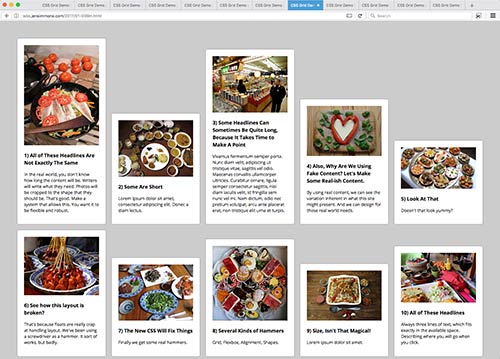 CSS Grid Demo
CSS Grid Demo
CSS Grid Demo
CSS Grid Demo
CSS Grid Demo
CSS Grid Demo
CSS Grid Demo
CSS Grid Demo
CSS Grid Demo
labs.jensimmons.com/2017/01-008M.html
Search
1) All of These Headlines Are
Not Exactly The Same
In the real world, you don't know
how long the content will be. Writers
will write what they need. Photos will
be cropped to the shape that they
should be. That's good. Make a
system that allows this. You want it to
be flexible and robust.
2) Some Are Short
Lorem ipsum dolor sit amet,
consectetur adipiscing elit. Donec a
diam lectus.
3) Some Headlines Can
Sometimes Be Quite Long,
Because It Takes Time to
Make A Point
Vivamus fermentum semper porta.
Nunc diam velit, adipiscing ut
tristique vitae, sagittis vel odio.
Maecenas convallis ullamcorper
ultricies. Curabitur ornare, ligula
semper consectetur sagittis, nisi
diam iaculis velit, id fringilla sem
nunc vel mi. Nam dictum, odio nec
pretium volutpat, arcu ante placerat
erat, non tristique elit urna et turpis.
4) Also, Why Are We Using
Fake Content? Let's Make
Some Real-ish Content.
By using real content, we can see the
variation inherent in what this site
might present. And we can design for
those real world needs.
5) Look At That
Doesn't that look yummy?
6) See how this layout is
broken?
That's because floats are really crap
at handling layout. We've been using
a screwdriver as a hammer. It sort of
works, but badly.
7) The New CSS Will Fix Things
Finally we get some real hammers.
8) Several Kinds of Hammers
Grid, Flexbox, Alignment, Shapes.
9) Size, Isn't That Magical!
Lorem ipsum dolor sit amet.
10) All of These Headlines
Always three lines of text, which fits
exactly in the available space.
Describing where you will go when
you click.